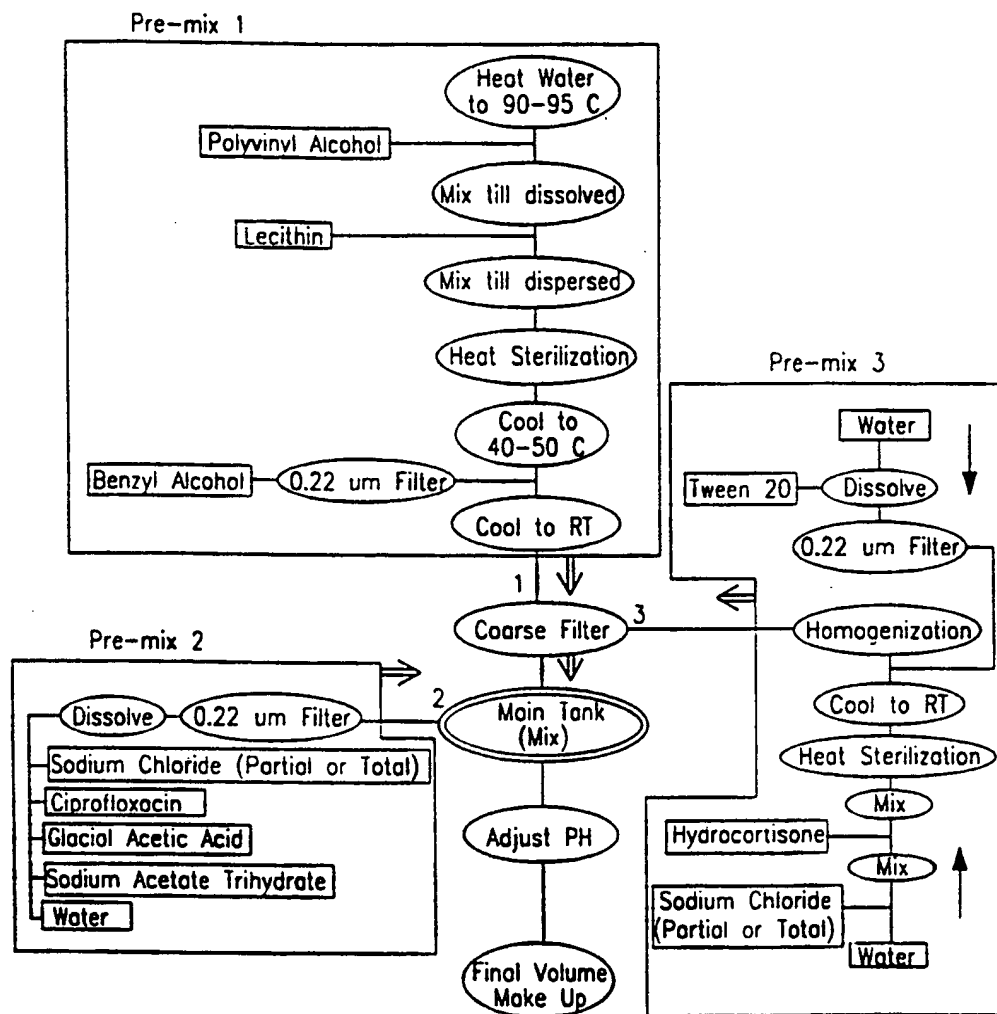 Pre-mix 1
Heat Water
to 90-95 C
Polyvinyl Alcohol
Mix till dissolved
Lecithin
Mix till dispersed
Heat Sterilization
Cool to
40-50 C
Benzyl Alcohol
0.22 um Filter
Cool to RT
1
Coarse Filter
3
Pre-mix 3
Water
Tween 20
Dissolve
0.22 um Filter
Homogenization
Cool to RT
Heat Sterilization
Mix
Hydrocortisone
Mix
Sodium Chloride
(Partial or Total)
Water
Pre-mix 2
Dissolve
0.22 um Filter
2
Sodium Chloride (Partial or Total)
Ciprofloxacin
Glacial Acetic Acid
Sodium Acetate Trihydrate
Water
Main Tank
(Mix)
Adjust PH
Final Volume
Make Up